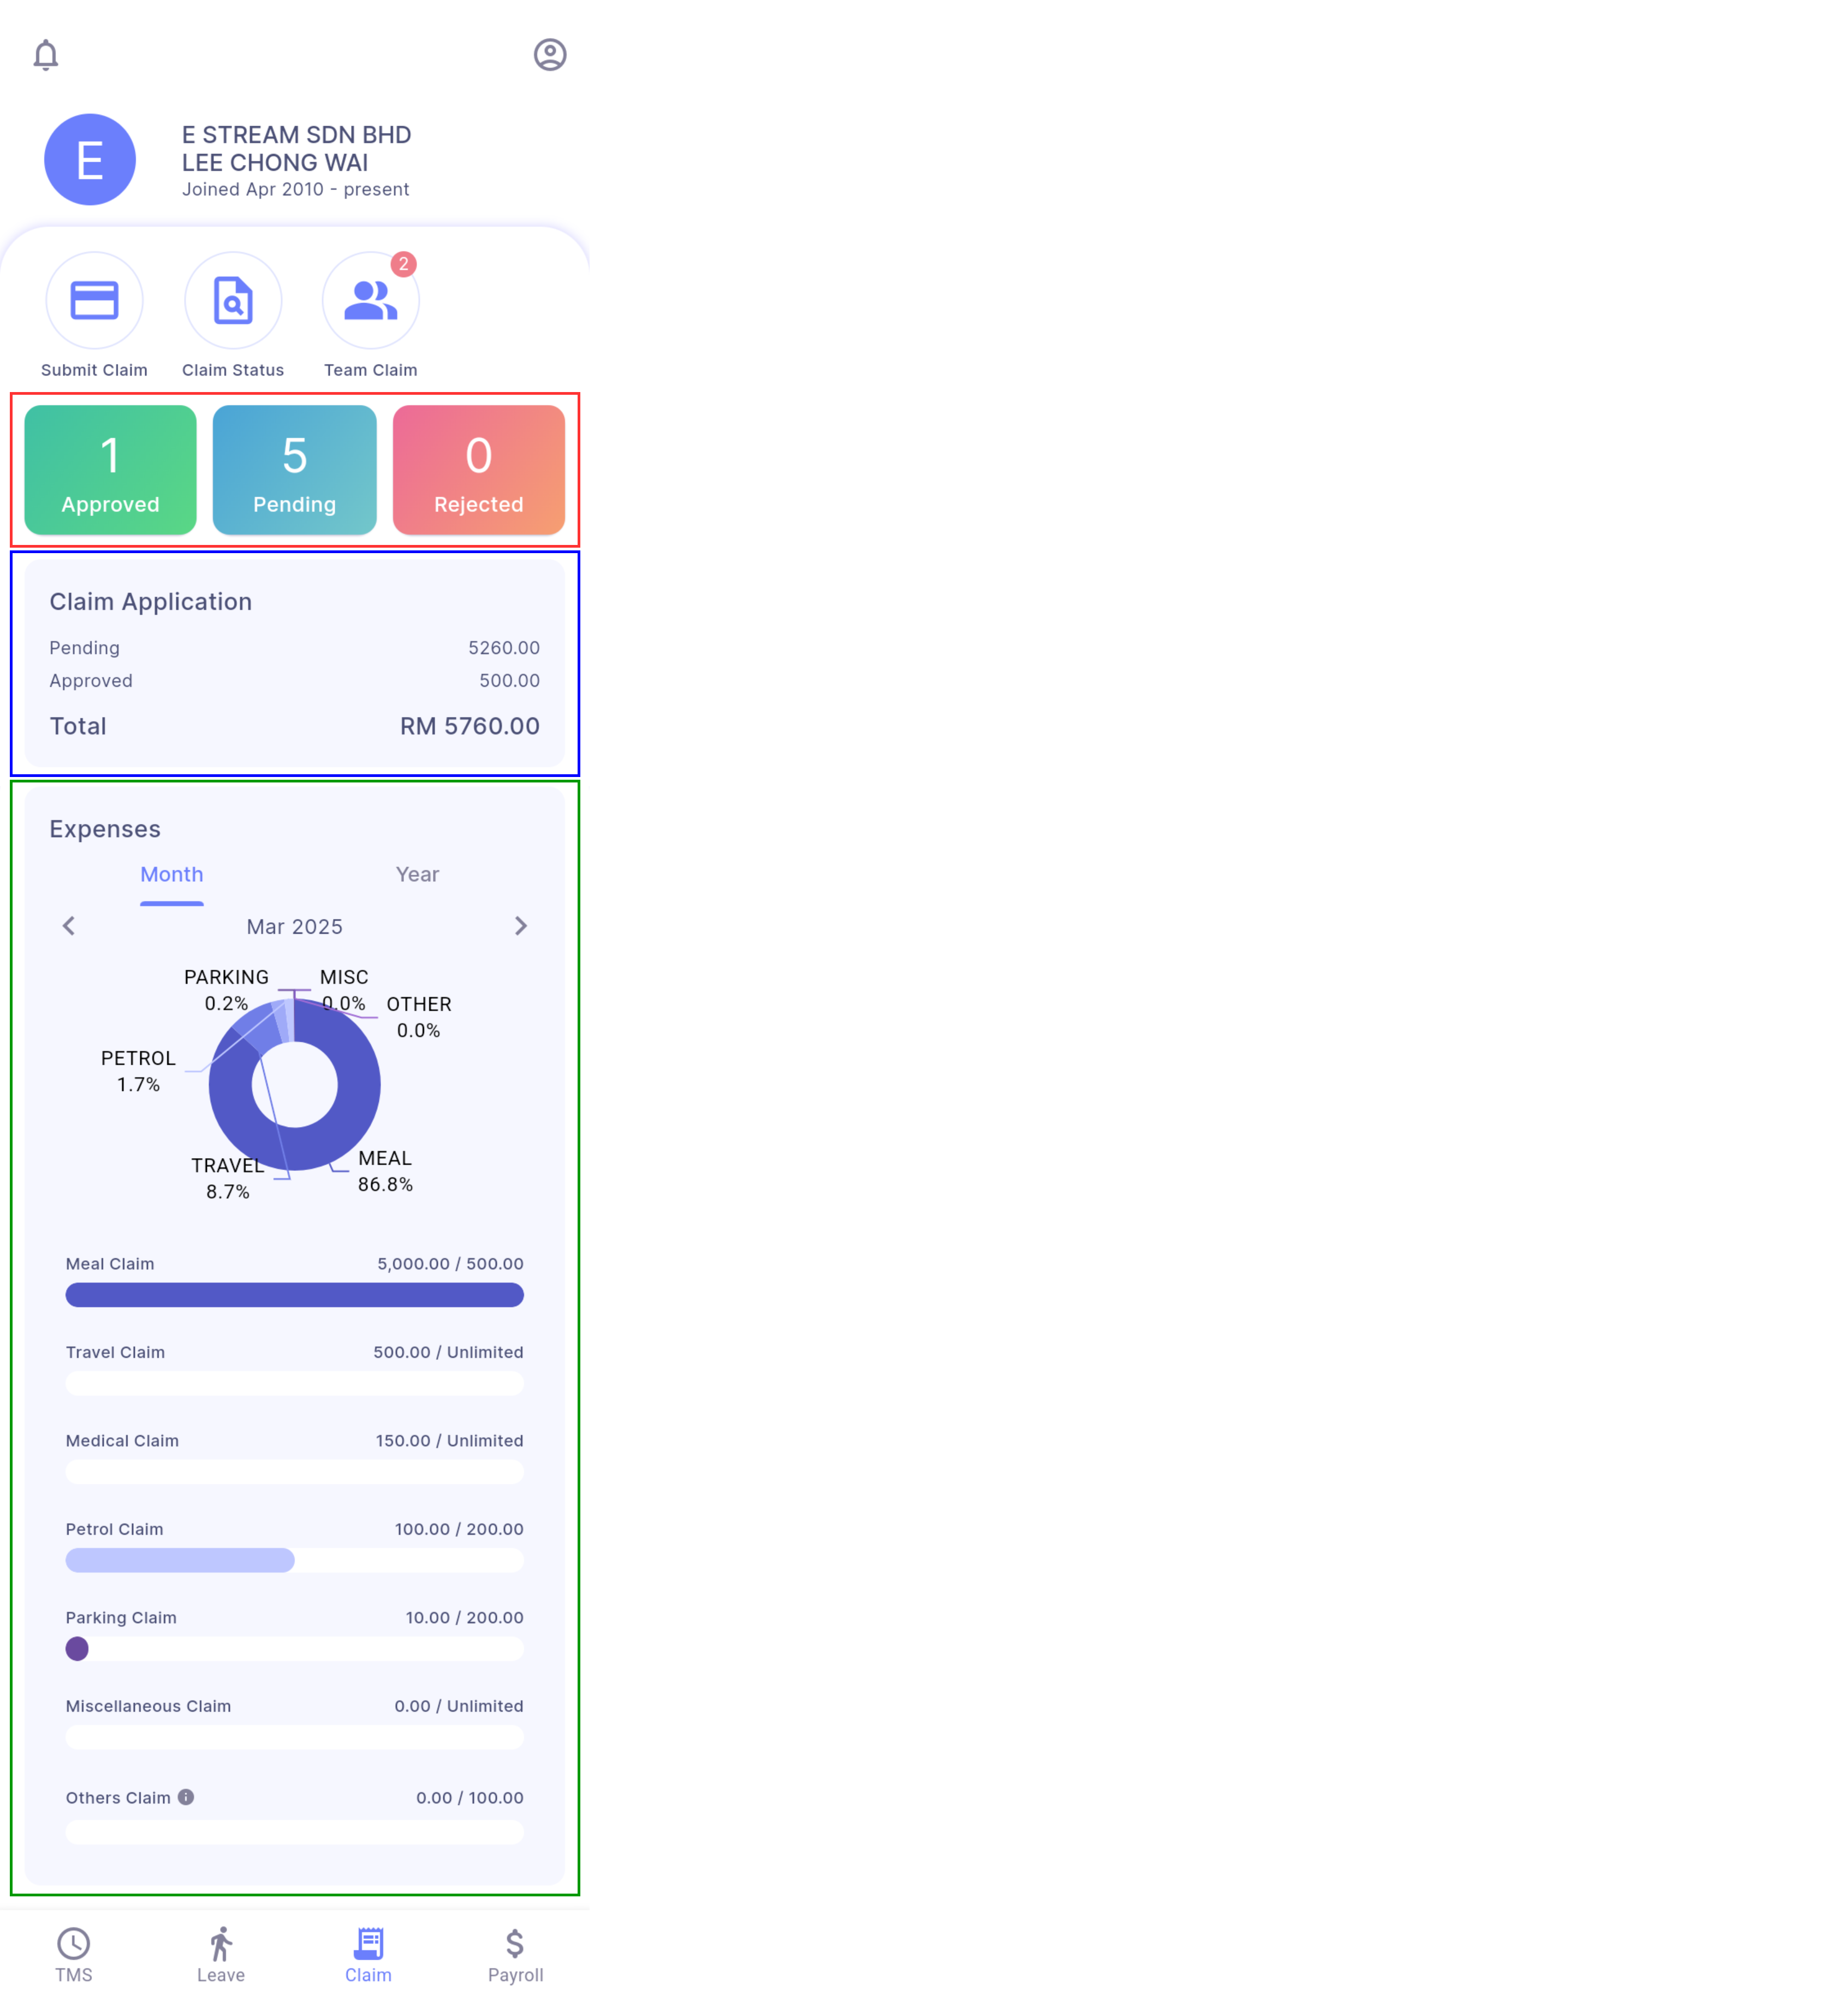 E
E STREAM SDN BHD
LEE CHONG WAI
Joined Apr 2010 - present
2
Submit Claim
Claim Status
Team Claim
1
Approved
5
Pending
0
Rejected
Claim Application
Pending 5260.00
Approved 500.00
Total RM 5760.00
Expenses
Month Year
Mar 2025
PARKING
0.2%
MISC
0.0%
OTHER
0.0%
PETROL
1.7%
TRAVEL
8.7%
MEAL
86.8%
Meal Claim 5,000.00 / 500.00
Travel Claim 500.00 / Unlimited
Medical Claim 150.00 / Unlimited
Petrol Claim 100.00 / 200.00
Parking Claim 10.00 / 200.00
Miscellaneous Claim 0.00 / Unlimited
Others Claim 0.00 / 100.00
TMS
Leave
Claim
Payroll